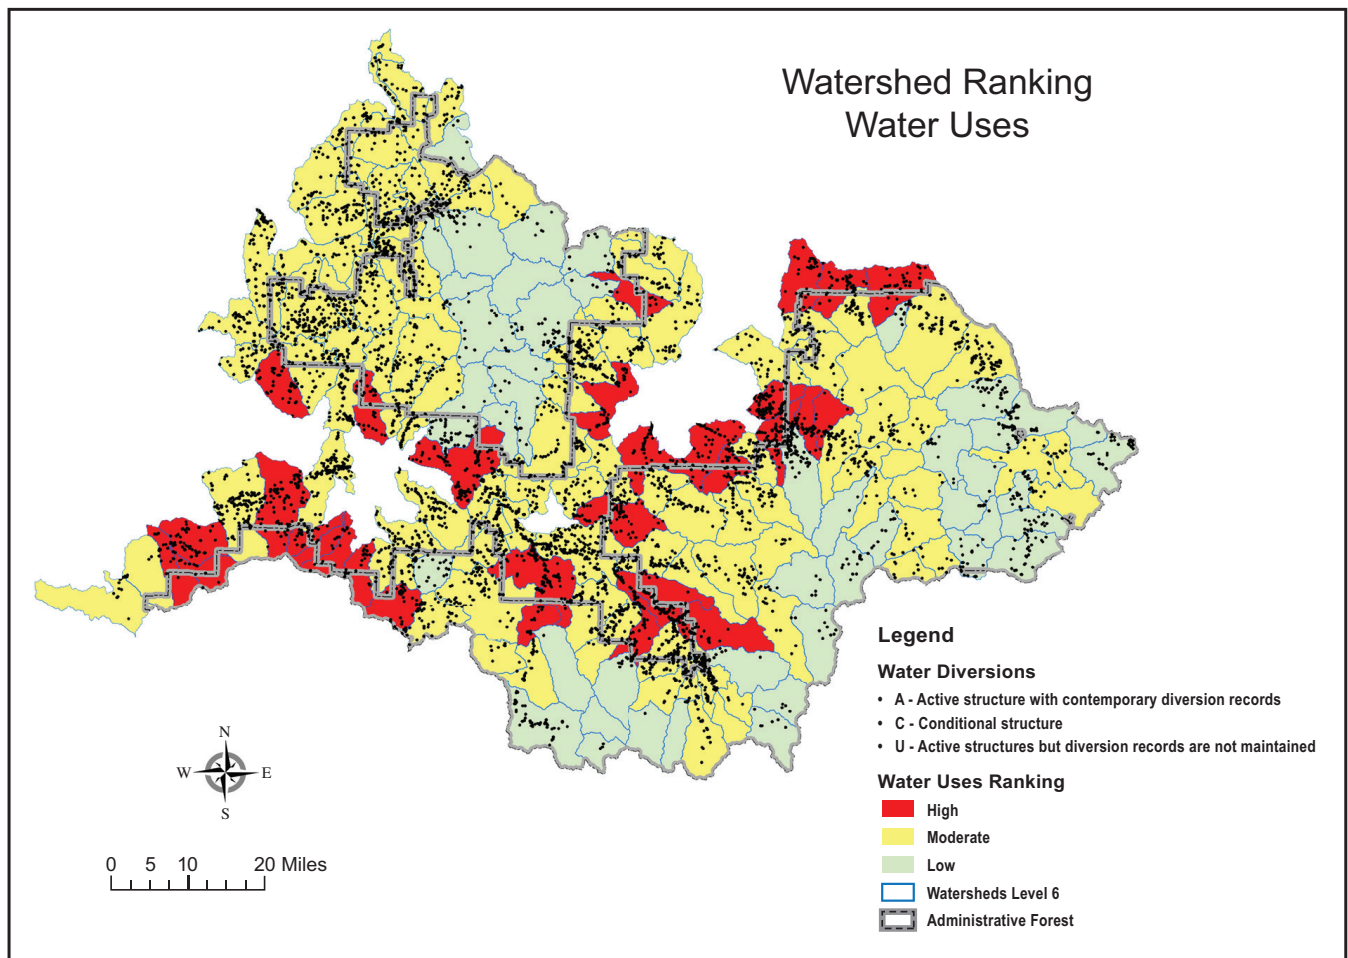 Watershed Ranking
Water Uses
Legend
Water Diversions
• A - Active structure with contemporary diversion records
• C - Conditional structure
• U - Active structures but diversion records are not maintained
Water Uses Ranking
High
Moderate
Low
Watersheds Level 6
Administrative Forest
N
W E
S
0 5 10 20 Miles